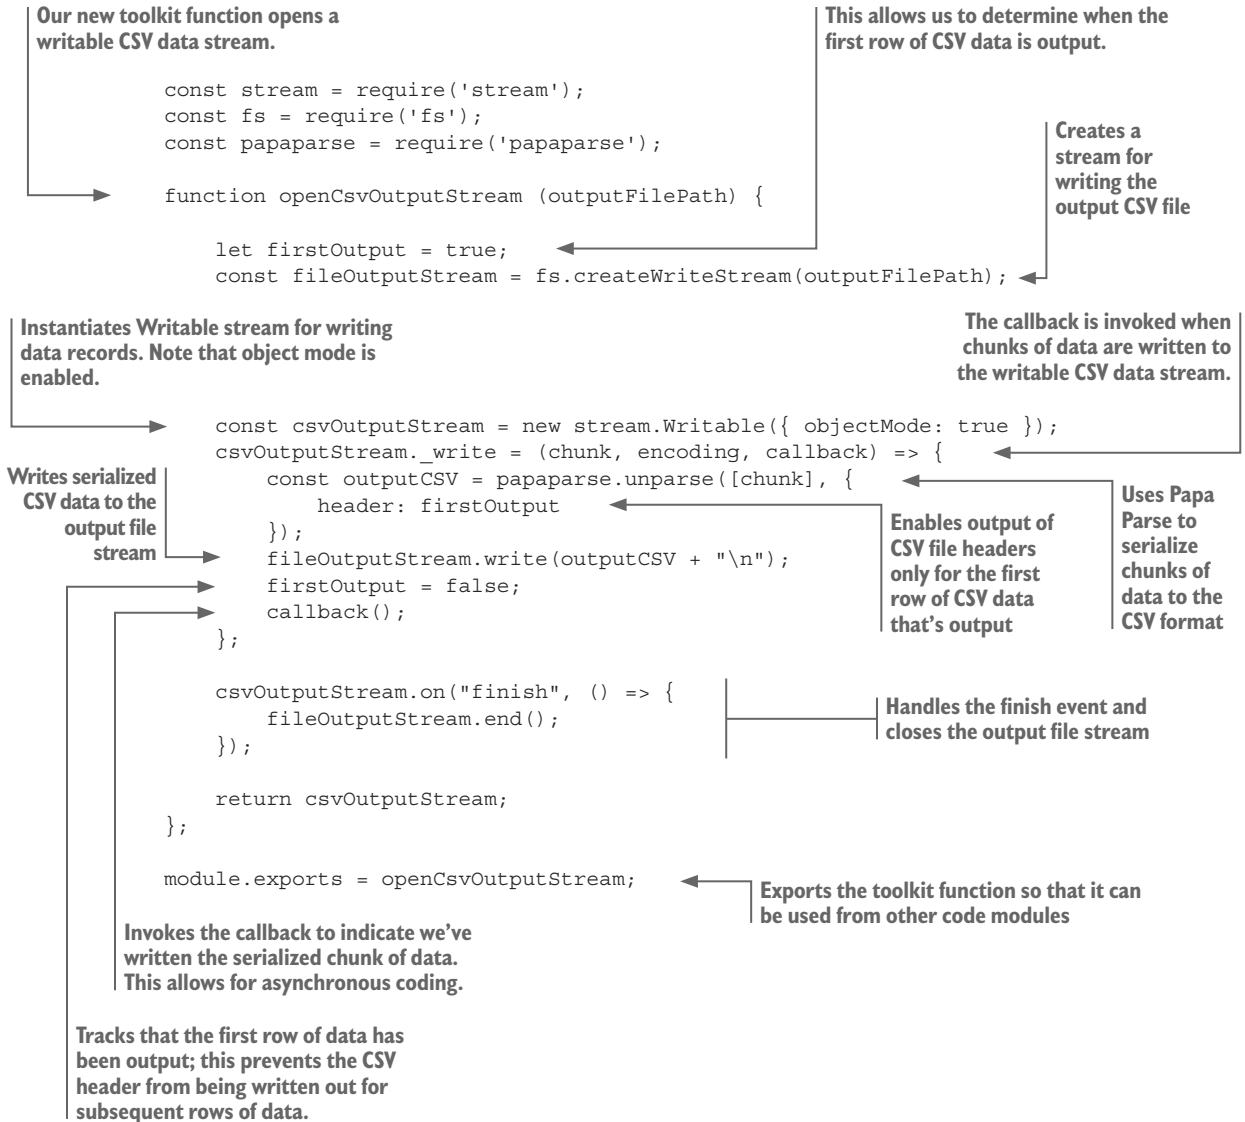 Our new toolkit function opens a
writable CSV data stream.
This allows us to determine when the
first row of CSV data is output.
const stream = require('stream');
const fs = require('fs');
const papaparse = require('papaparse');
Creates a
stream for
writing the
output CSV file
function openCsvOutputStream (outputFilePath) {
let firstOutput = true;
const fileOutputStream = fs.createWriteStream(outputFilePath);
Instantiates Writable stream for writing
data records. Note that object mode is
enabled.
The callback is invoked when
chunks of data are written to
the writable CSV data stream.
const csvOutputStream = new stream.Writable({ objectMode: true });
csvOutputStream._write = (chunk, encoding, callback) => {
const outputCSV = papaparse.unparse([chunk], {
header: firstOutput
});
fileOutputStream.write(outputCSV + "\n");
firstOutput = false;
callback();
};
Writes serialized
CSV data to the
output file
stream
Enables output of
CSV file headers
only for the first
row of CSV data
that's output
Uses Papa
Parse to
serialize
chunks of
data to the
CSV format
csvOutputStream.on("finish", () => {
fileOutputStream.end();
});
Handles the finish event and
closes the output file stream
return csvOutputStream;
};
module.exports = openCsvOutputStream;
Exports the toolkit function so that it can
be used from other code modules
Invokes the callback to indicate we've
written the serialized chunk of data.
This allows for asynchronous coding.
Tracks that the first row of data has
been output; this prevents the CSV
header from being written out for
subsequent rows of data.